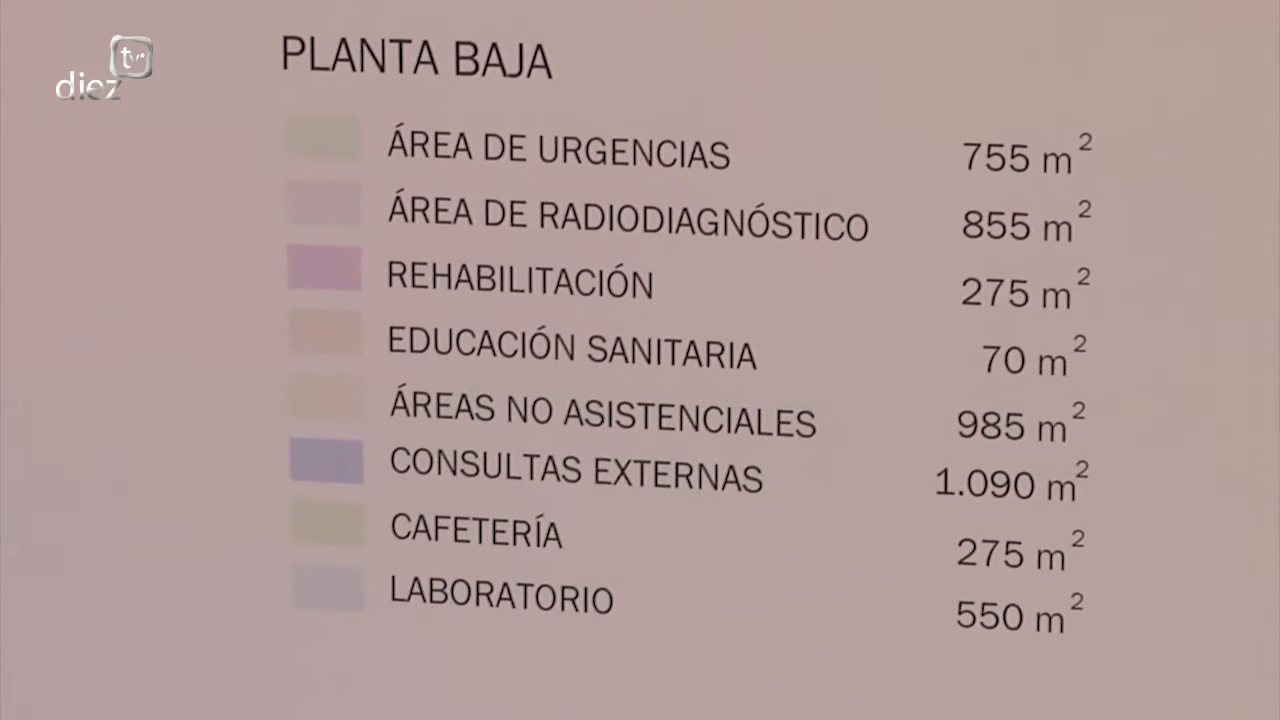 diez tv
PLANTA BAJA
ÁREA DE URGENCIAS 755 m²
ÁREA DE RADIODIAGNÓSTICO 855 m²
REHABILITACIÓN 275 m²
EDUCACIÓN SANITARIA 70 m²
ÁREAS NO ASISTENCIALES 985 m²
CONSULTAS EXTERNAS 1.090 m²
CAFETERÍA 275 m²
LABORATORIO 550 m²